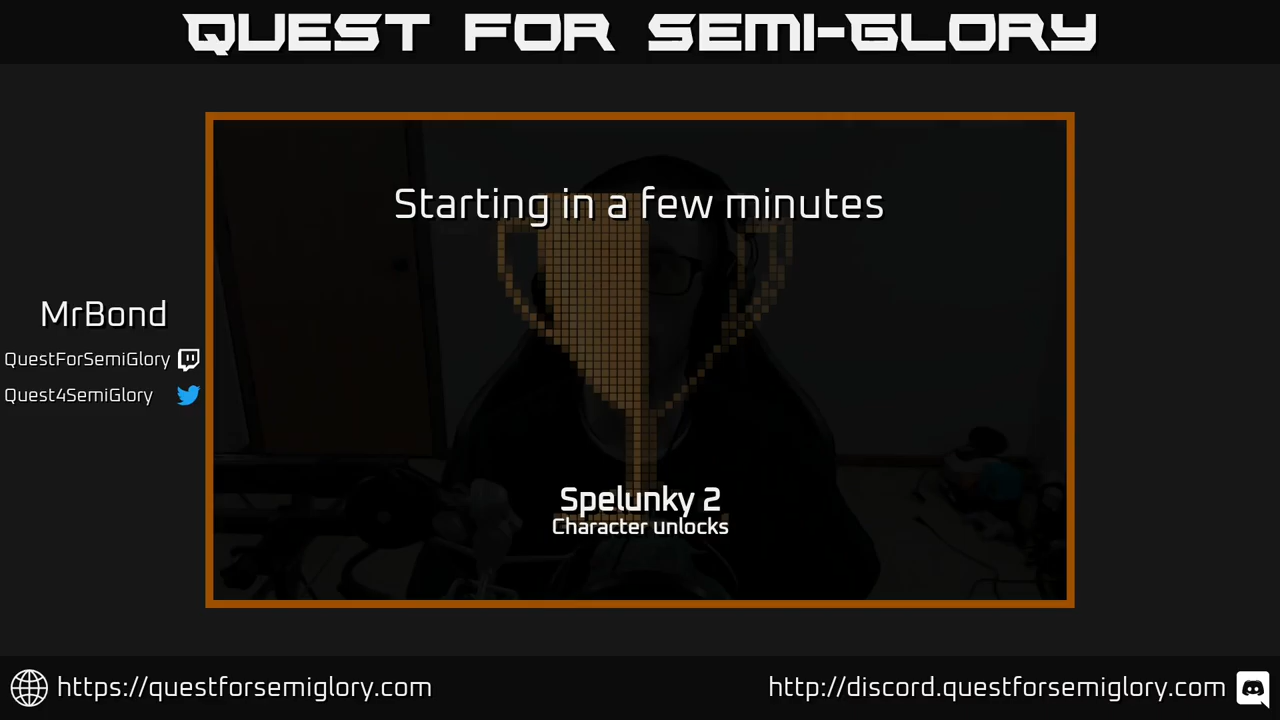 QUEST FOR SEMI-GLORY
Starting in a few minutes
MrBond
QuestForSemiGlory
Quest4SemiGlory
Spelunky 2
Character unlocks
https://questforsemiglory.com
http://discord.questforsemiglory.com